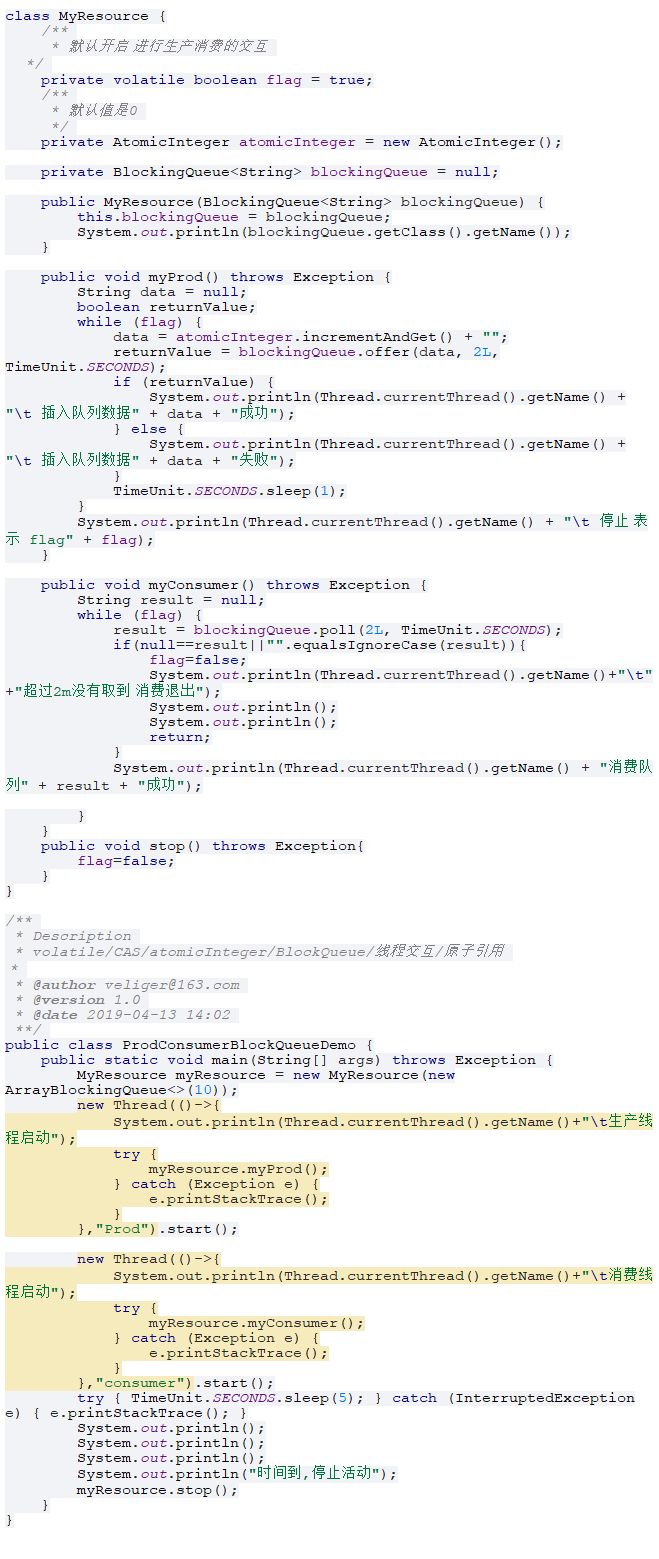 class MyResource {
    /**
     * 默认开启 进行生产消费的交互
  */
    private volatile boolean flag = true;
    /**
     * 默认值是0
     */
    private AtomicInteger atomicInteger = new AtomicInteger();

    private BlockingQueue<String> blockingQueue = null;

    public MyResource(BlockingQueue<String> blockingQueue) {
        this.blockingQueue = blockingQueue;
        System.out.println(blockingQueue.getClass().getName());
    }

    public void myProd() throws Exception {
        String data = null;
        boolean returnValue;
        while (flag) {
            data = atomicInteger.incrementAndGet() + "";
            returnValue = blockingQueue.offer(data, 2L,
TimeUnit.SECONDS);
            if (returnValue) {
                System.out.println(Thread.currentThread().getName() +
"\t 插入队列数据" + data + "成功");
            } else {
                System.out.println(Thread.currentThread().getName() +
"\t 插入队列数据" + data + "失败");
            }
            TimeUnit.SECONDS.sleep(1);
        }
        System.out.println(Thread.currentThread().getName() + "\t 停止 表
示 flag" + flag);
    }

    public void myConsumer() throws Exception {
        String result = null;
        while (flag) {
            result = blockingQueue.poll(2L, TimeUnit.SECONDS);
            if(null==result||"".equalsIgnoreCase(result)){
                flag=false;
                System.out.println(Thread.currentThread().getName()+"\t"
+"超过2m没有取到 消费退出");
                System.out.println();
                System.out.println();
                return;
            }
            System.out.println(Thread.currentThread().getName() + "消费队
列" + result + "成功");

        }
    }
    public void stop() throws Exception{
        flag=false;
    }
}

/**
 * Description
 * volatile/CAS/atomicInteger/BlockQueue/线程交互/原子引用
 *
 * @author veliger@163.com
 * @version 1.0
 * @date 2019-04-13 14:02
 **/
public class ProdConsumerBlockQueueDemo {
    public static void main(String[] args) throws Exception {
        MyResource myResource = new MyResource(new
ArrayBlockingQueue<>(10));
        new Thread(()->{
            System.out.println(Thread.currentThread().getName()+"\t生产线
程启动");
            try {
                myResource.myProd();
            } catch (Exception e) {
                e.printStackTrace();
            }
        },"Prod").start();

        new Thread(()->{
            System.out.println(Thread.currentThread().getName()+"\t消费线
程启动");
            try {
                myResource.myConsumer();
            } catch (Exception e) {
                e.printStackTrace();
            }
        },"consumer").start();
        try { TimeUnit.SECONDS.sleep(5); } catch (InterruptedException
e) { e.printStackTrace(); }
        System.out.println();
        System.out.println();
        System.out.println();
        System.out.println("时间到,停止活动");
        myResource.stop();
    }
}